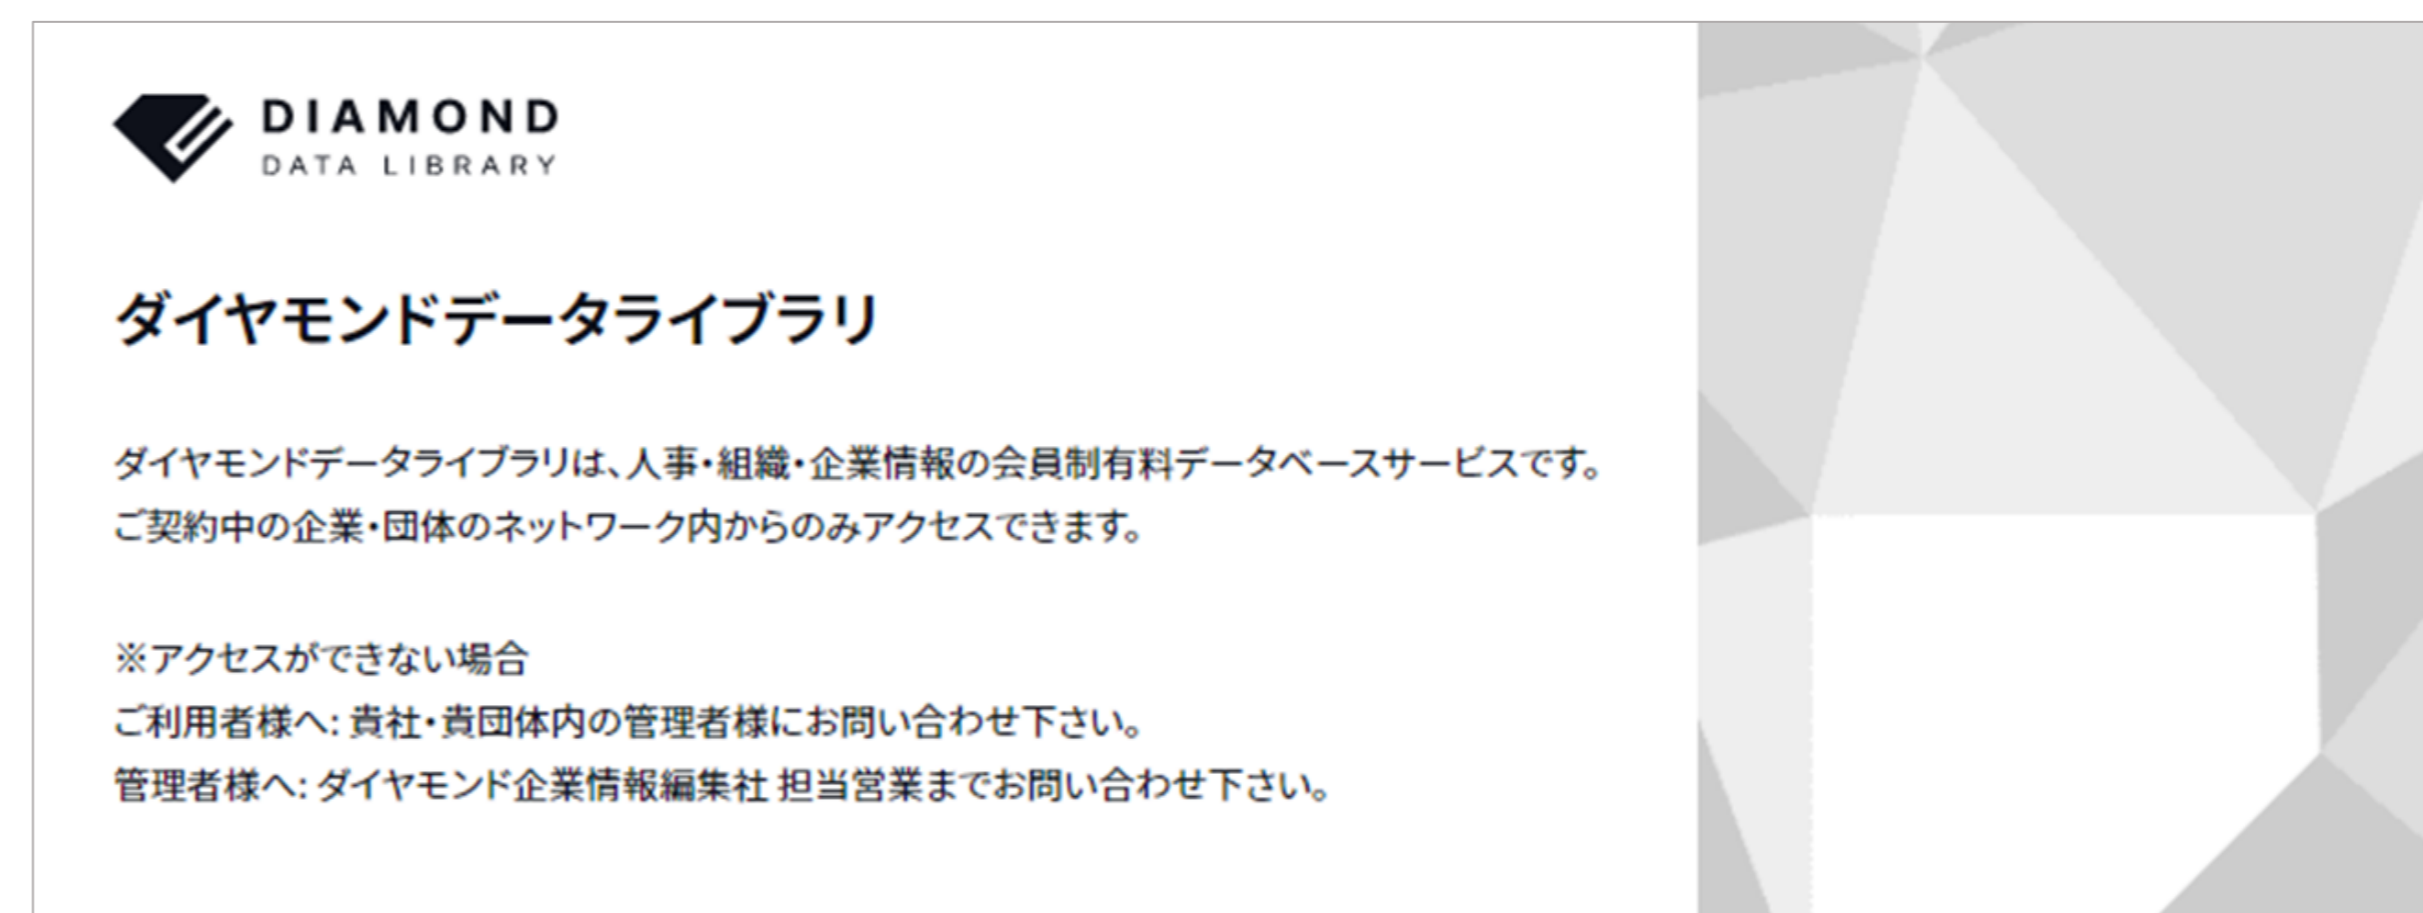 DIAMOND
DATA LIBRARY
ダイヤモンドデータライブラリ
ダイヤモンドデータライブラリは、人事・組織・企業情報の会員制有料データベースサービスです。
ご契約中の企業・団体のネットワーク内からのみアクセスできます。
※アクセスができない場合
ご利用者様へ: 貴社・貴団体内の管理者様にお問い合わせ下さい。
管理者様へ: ダイヤモンド企業情報編集社 担当営業までお問い合わせ下さい。